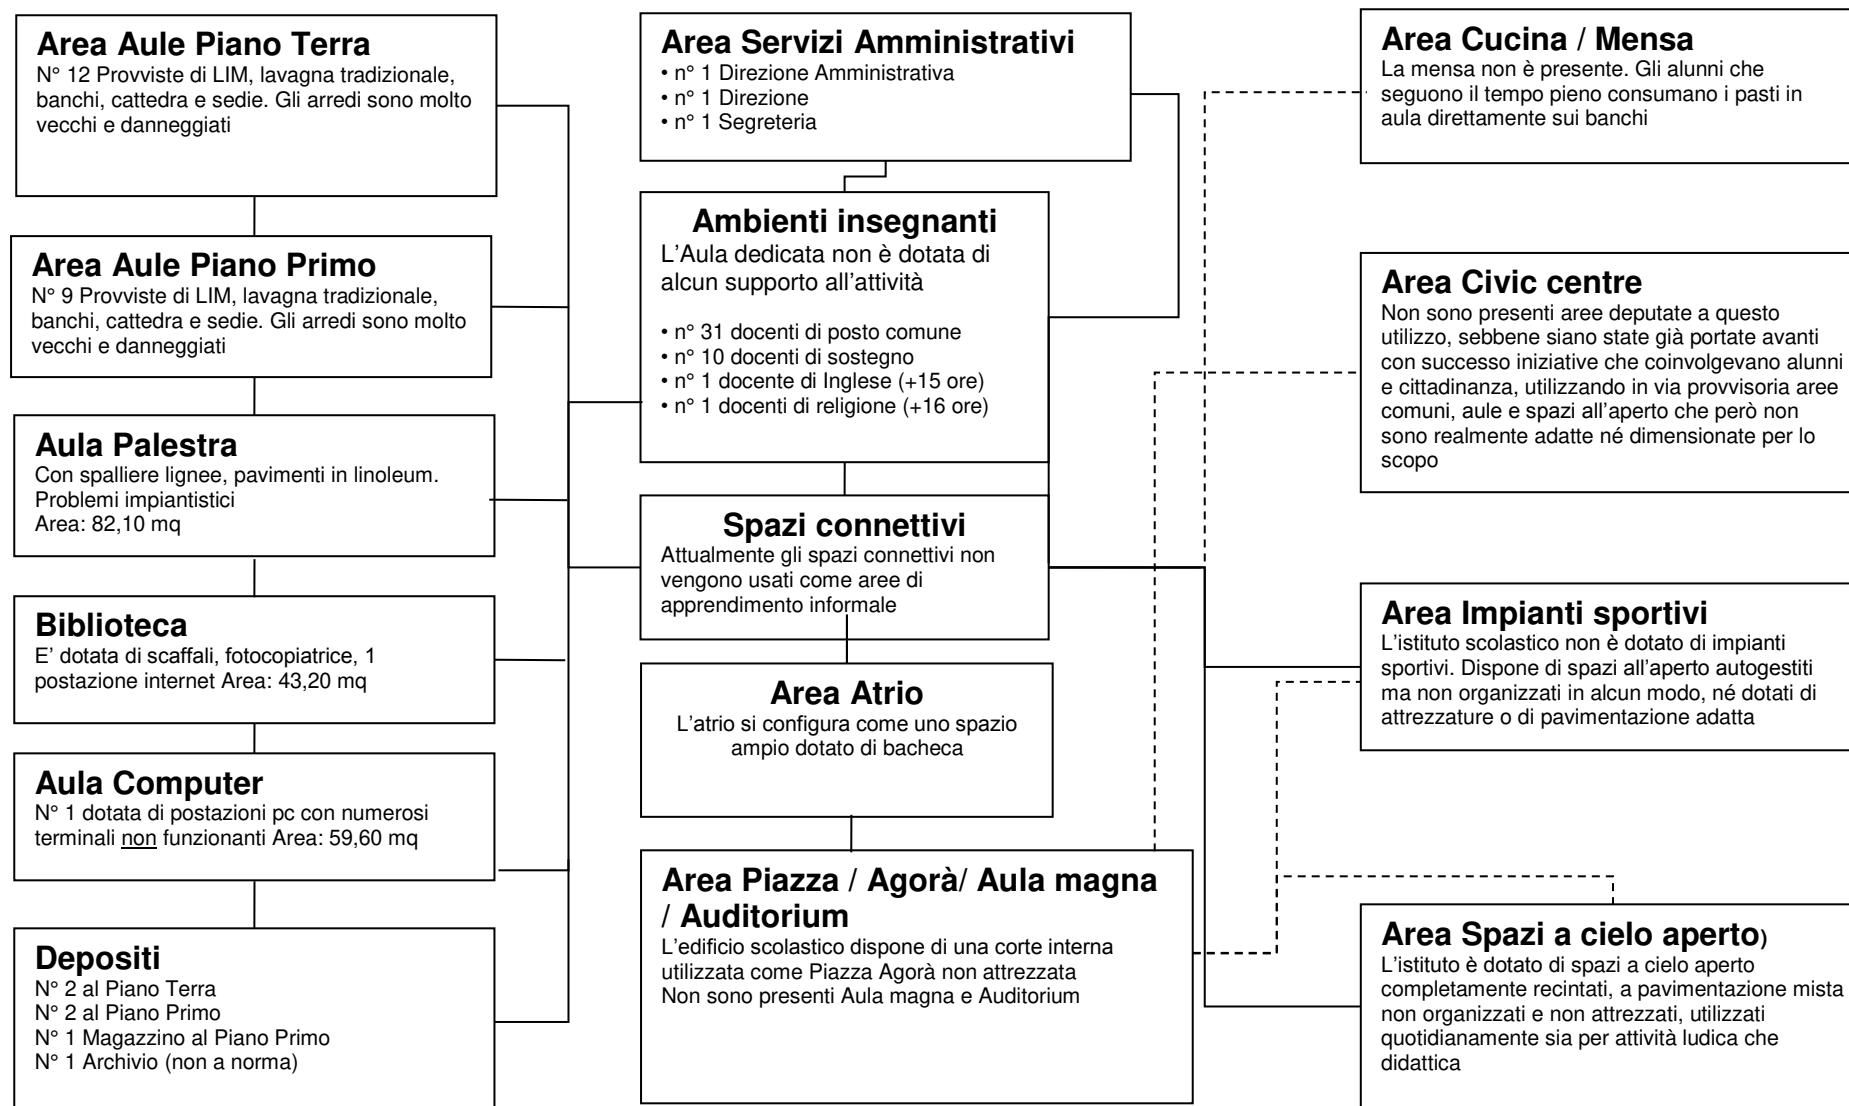 Area Aule Piano Terra
N° 12 Provviste di LIM, lavagna tradizionale,
banchi, cattedra e sedie. Gli arredi sono molto
vecchi e danneggiati
Area Aule Piano Primo
N° 9 Provviste di LIM, lavagna tradizionale,
banchi, cattedra e sedie. Gli arredi sono molto
vecchi e danneggiati
Aula Palestra
Con spalliere lignee, pavimenti in linoleum.
Problemi impiantistici
Area: 82,10 mq
Biblioteca
E' dotata di scaffali, fotocopiatrice, 1
postazione internet Area: 43,20 mq
Aula Computer
N° 1 dotata di postazioni pc con numerosi
terminali non funzionanti Area: 59,60 mq
Depositi
N° 2 al Piano Terra
N° 2 al Piano Primo
N° 1 Magazzino al Piano Primo
N° 1 Archivio (non a norma)
Area Servizi Amministrativi
• n° 1 Direzione Amministrativa
• n° 1 Direzione
• n° 1 Segreteria
Ambienti insegnanti
L'Aula dedicata non è dotata di
alcun supporto all'attività
• n° 31 docenti di posto comune
• n° 10 docenti di sostegno
• n° 1 docente di Inglese (+15 ore)
• n° 1 docenti di religione (+16 ore)
Spazi connettivi
Attualmente gli spazi connettivi non
vengono usati come aree di
apprendimento informale
Area Atrio
L'atrio si configura come uno spazio
ampio dotato di bacheca
Area Piazza / Agorà/ Aula magna
/ Auditorium
L'edificio scolastico dispone di una corte interna
utilizzata come Piazza Agorà non attrezzata
Non sono presenti Aula magna e Auditorium
Area Cucina / Mensa
La mensa non è presente. Gli alunni che
seguono il tempo pieno consumano i pasti in
aula direttamente sui banchi
Area Civic centre
Non sono presenti aree deputate a questo
utilizzo, sebbene siano state già portate avanti
con successo iniziative che coinvolgevano alunni
e cittadinanza, utilizzando in via provvisoria aree
comuni, aule e spazi all'aperto che però non
sono realmente adatte né dimensionate per lo
scopo
Area Impianti sportivi
L'istituto scolastico non è dotato di impianti
sportivi. Dispone di spazi all'aperto autogestiti
ma non organizzati in alcun modo, né dotati di
attrezzature o di pavimentazione adatta
Area Spazi a cielo aperto)
L'istituto è dotato di spazi a cielo aperto
completamente recintati, a pavimentazione mista
non organizzati e non attrezzati, utilizzati
quotidianamente sia per attività ludica che
didattica